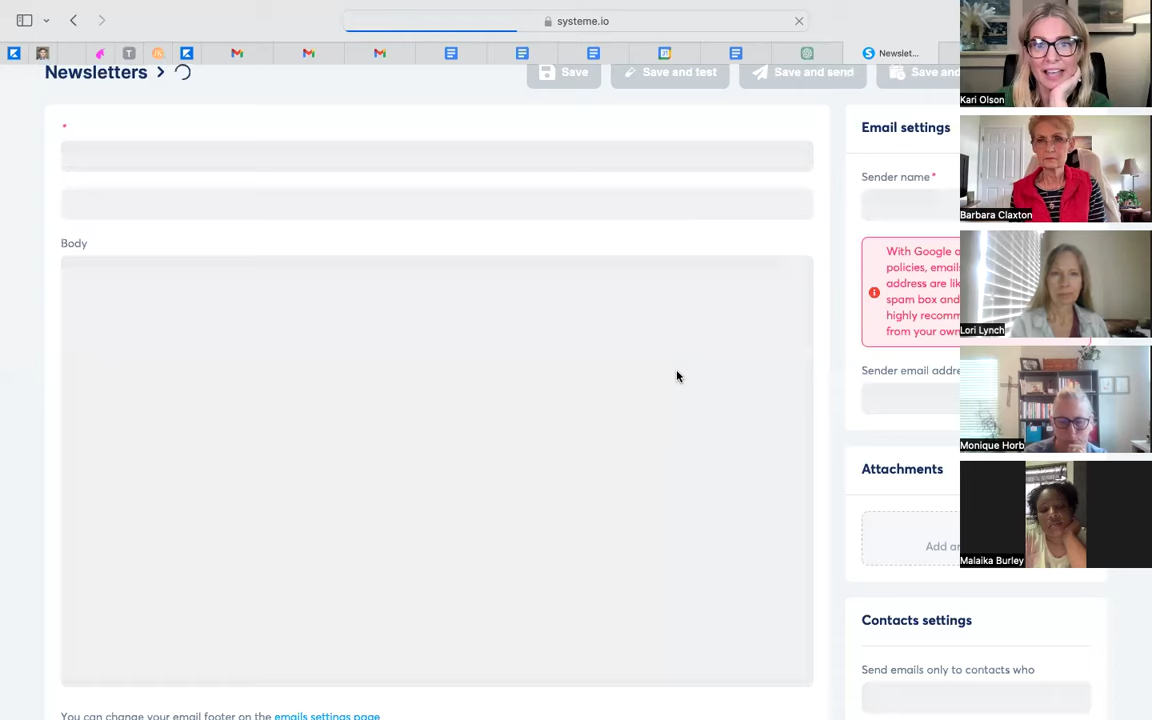 systeme.io
Newslet...
Newsletters >
Save
Save and test
Save and send
Save and
*
Body
You can change your email footer on the emails settings page
Email settings
Sender name*
With Google a
policies, emails
address are lik
spam box and
highly recomm
from your own
Sender email addre
Attachments
Add an
Contacts settings
Send emails only to contacts who
Kari Olson
Barbara Claxton
Lori Lynch
Monique Horb
Malaika Burley